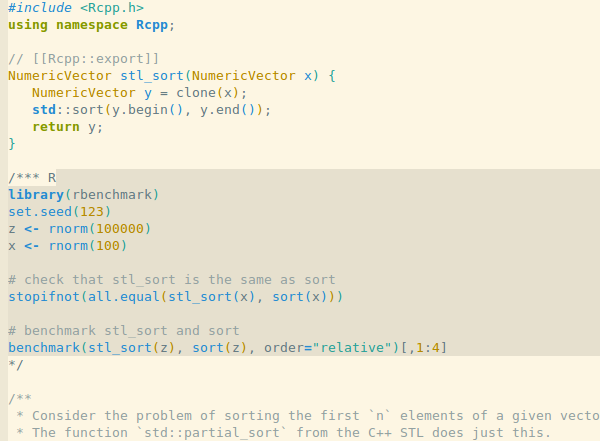 #include <Rcpp.h>
using namespace Rcpp;

// [[Rcpp::export]]
NumericVector stl_sort(NumericVector x) {
   NumericVector y = clone(x);
   std::sort(y.begin(), y.end());
   return y;
}

/*** R
library(rbenchmark)
set.seed(123)
z <- rnorm(100000)
x <- rnorm(100)

# check that stl_sort is the same as sort
stopifnot(all.equal(stl_sort(x), sort(x)))

# benchmark stl_sort and sort
benchmark(stl_sort(z), sort(z), order="relative")[,1:4]
*/

/**
 * Consider the problem of sorting the first `n` elements of a given vecto
 * The function `std::partial_sort` from the C++ STL does just this.